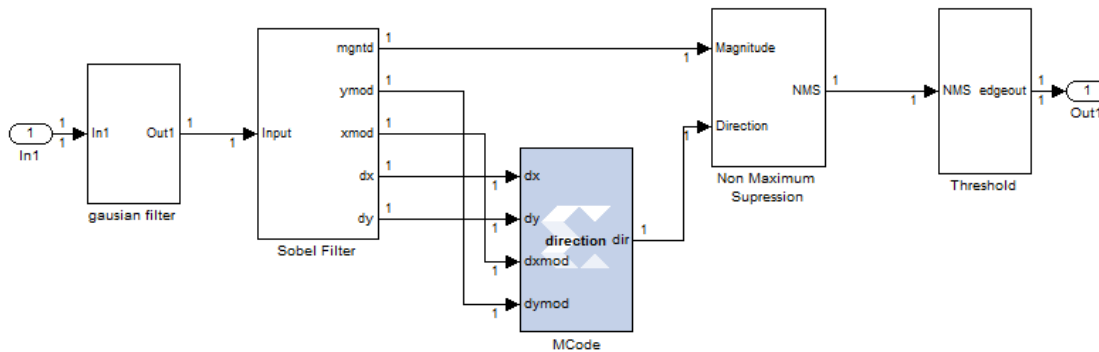 1
In1
1
1
In1
Out1
gausian filter
1
1
Input
mgntd
ymod
xmod
dx
dy
Sobel Filter
1
1
1
1
1
1
1
1
1
dx
dy
dxmod
dymod
direction
dir
MCode
1
1
1
Magnitude
Direction
NMS
Non Maximum
Supression
1
1
NMS
edgeout
Threshold
1
1
1
Out1